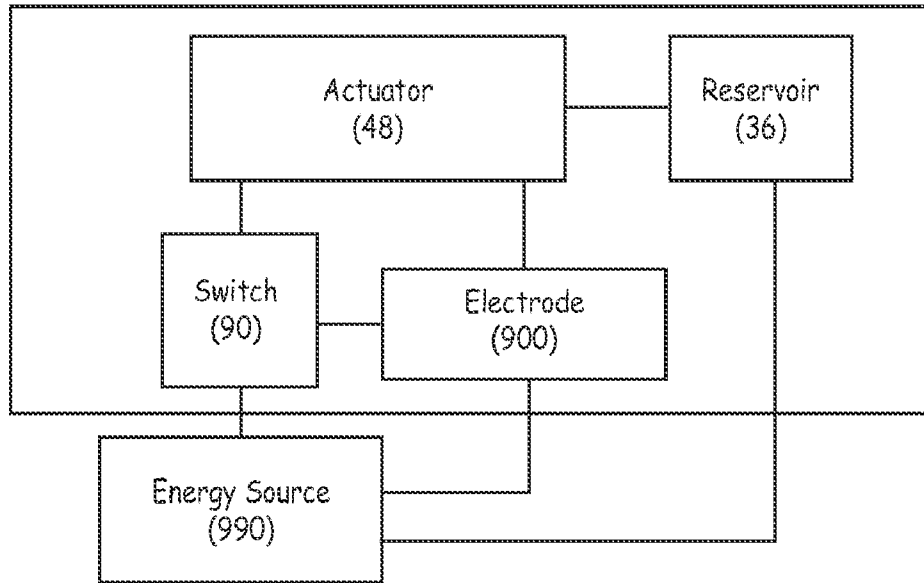 Actuator
(48)
Reservoir
(36)
Switch
(90)
Electrode
(900)
Energy Source
(990)